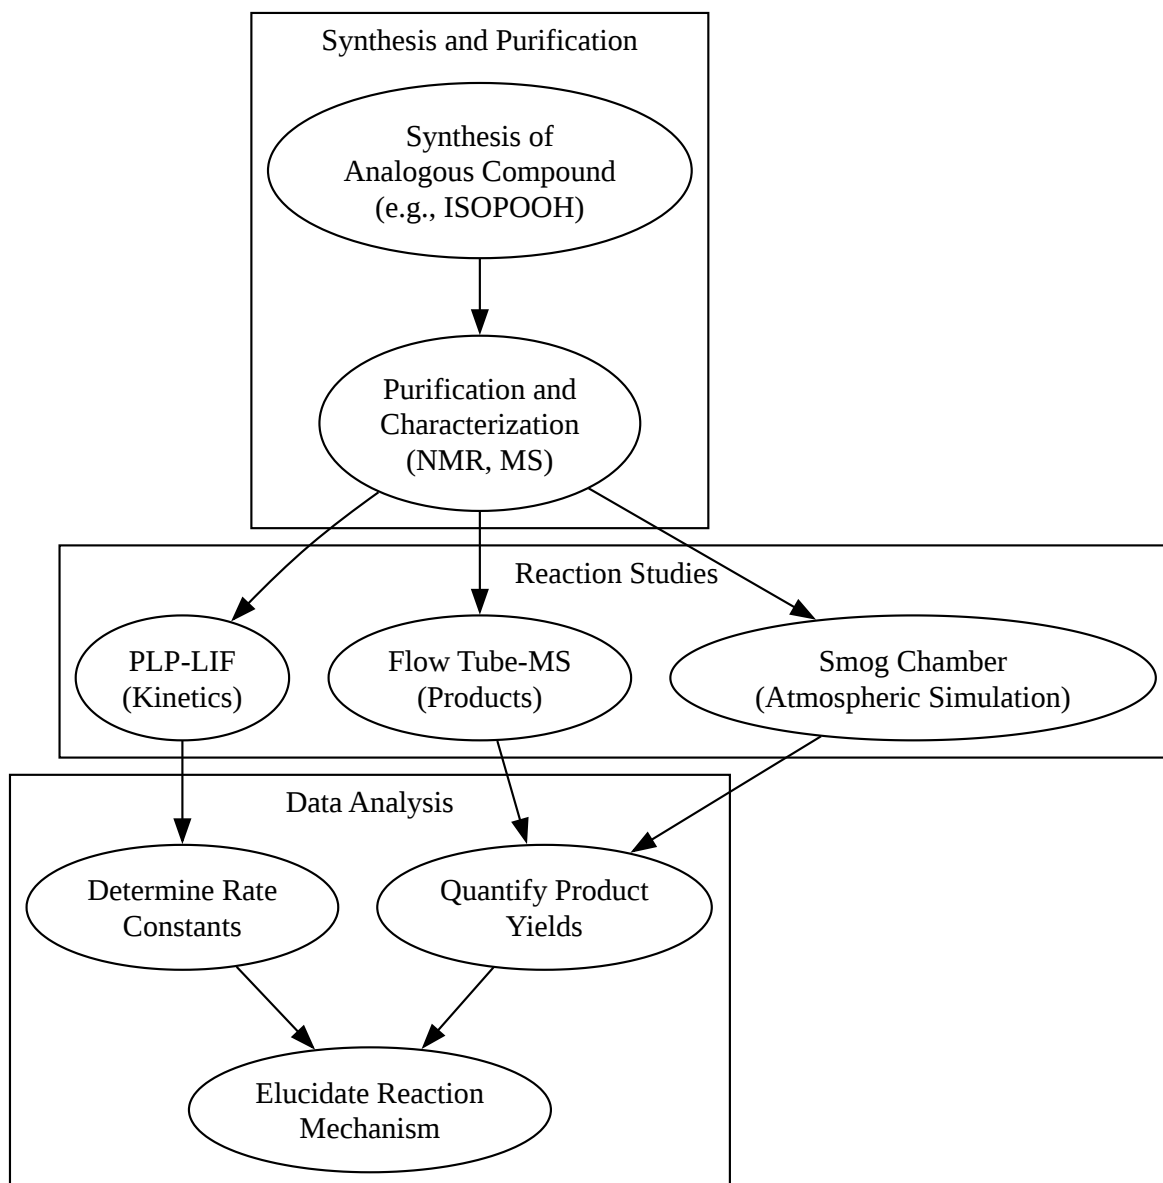 Synthesis and Purification
Synthesis of
Analogous Compound
(e.g., ISOPOOH)
Purification and
Characterization
(NMR, MS)
Reaction Studies
PLP-LIF
(Kinetics)
Flow Tube-MS
(Products)
Smog Chamber
(Atmospheric Simulation)
Data Analysis
Determine Rate
Constants
Quantify Product
Yields
Elucidate Reaction
Mechanism